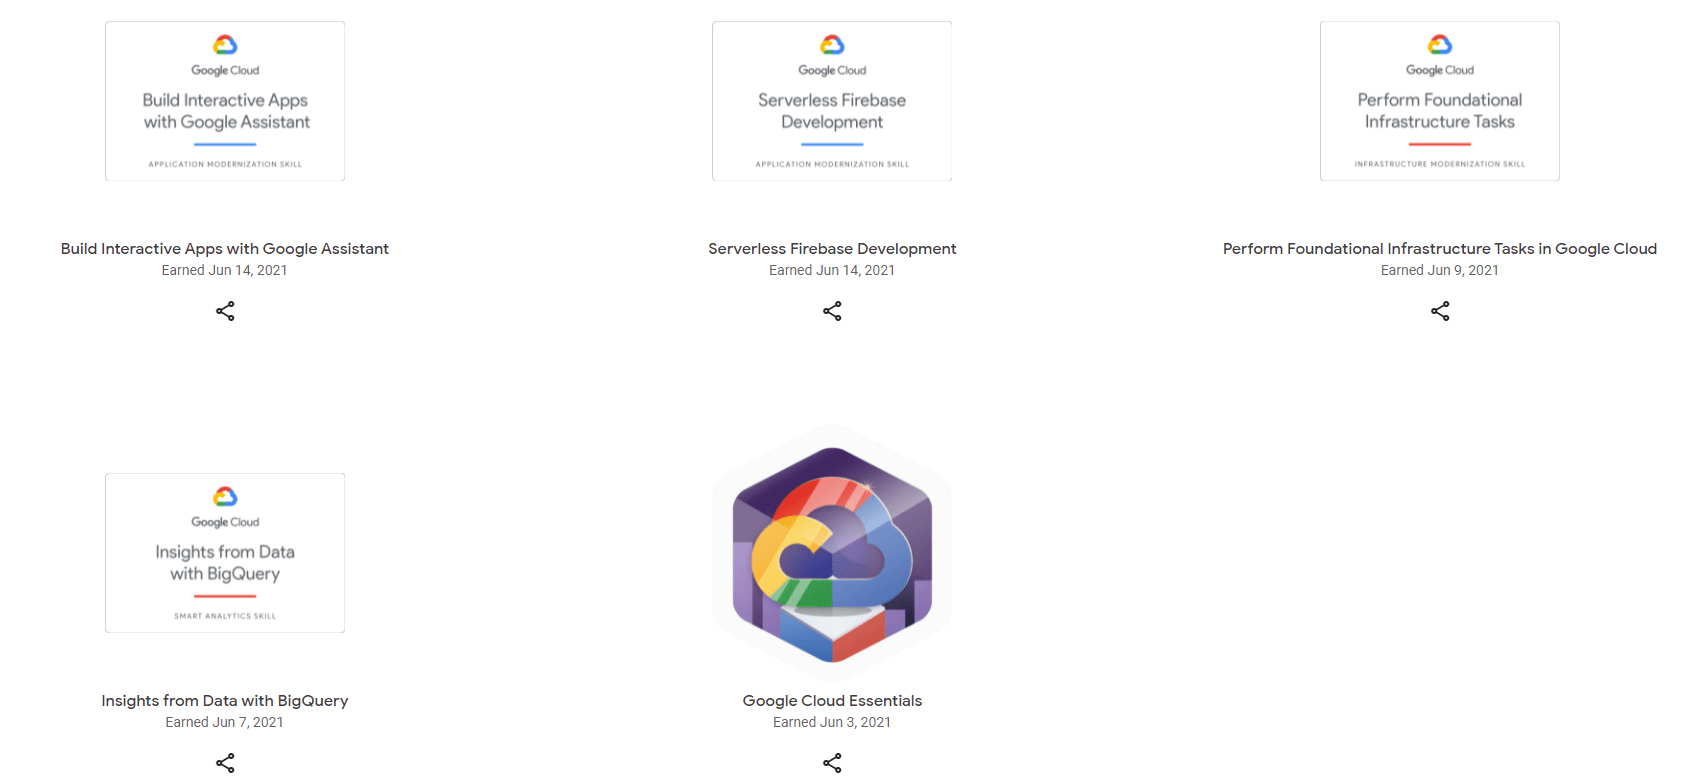 Google Cloud
Build Interactive Apps
with Google Assistant
APPLICATION MODERNIZATION SKILL
Build Interactive Apps with Google Assistant
Earned Jun 14, 2021
Google Cloud
Serverless Firebase
Development
APPLICATION MODERNIZATION SKILL
Serverless Firebase Development
Earned Jun 14, 2021
Google Cloud
Perform Foundational
Infrastructure Tasks
INFRASTRUCTURE MODERNIZATION SKILL
Perform Foundational Infrastructure Tasks in Google Cloud
Earned Jun 9, 2021
Google Cloud
Insights from Data
with BigQuery
SMART ANALYTICS SKILL
Insights from Data with BigQuery
Earned Jun 7, 2021
Google Cloud Essentials
Earned Jun 3, 2021